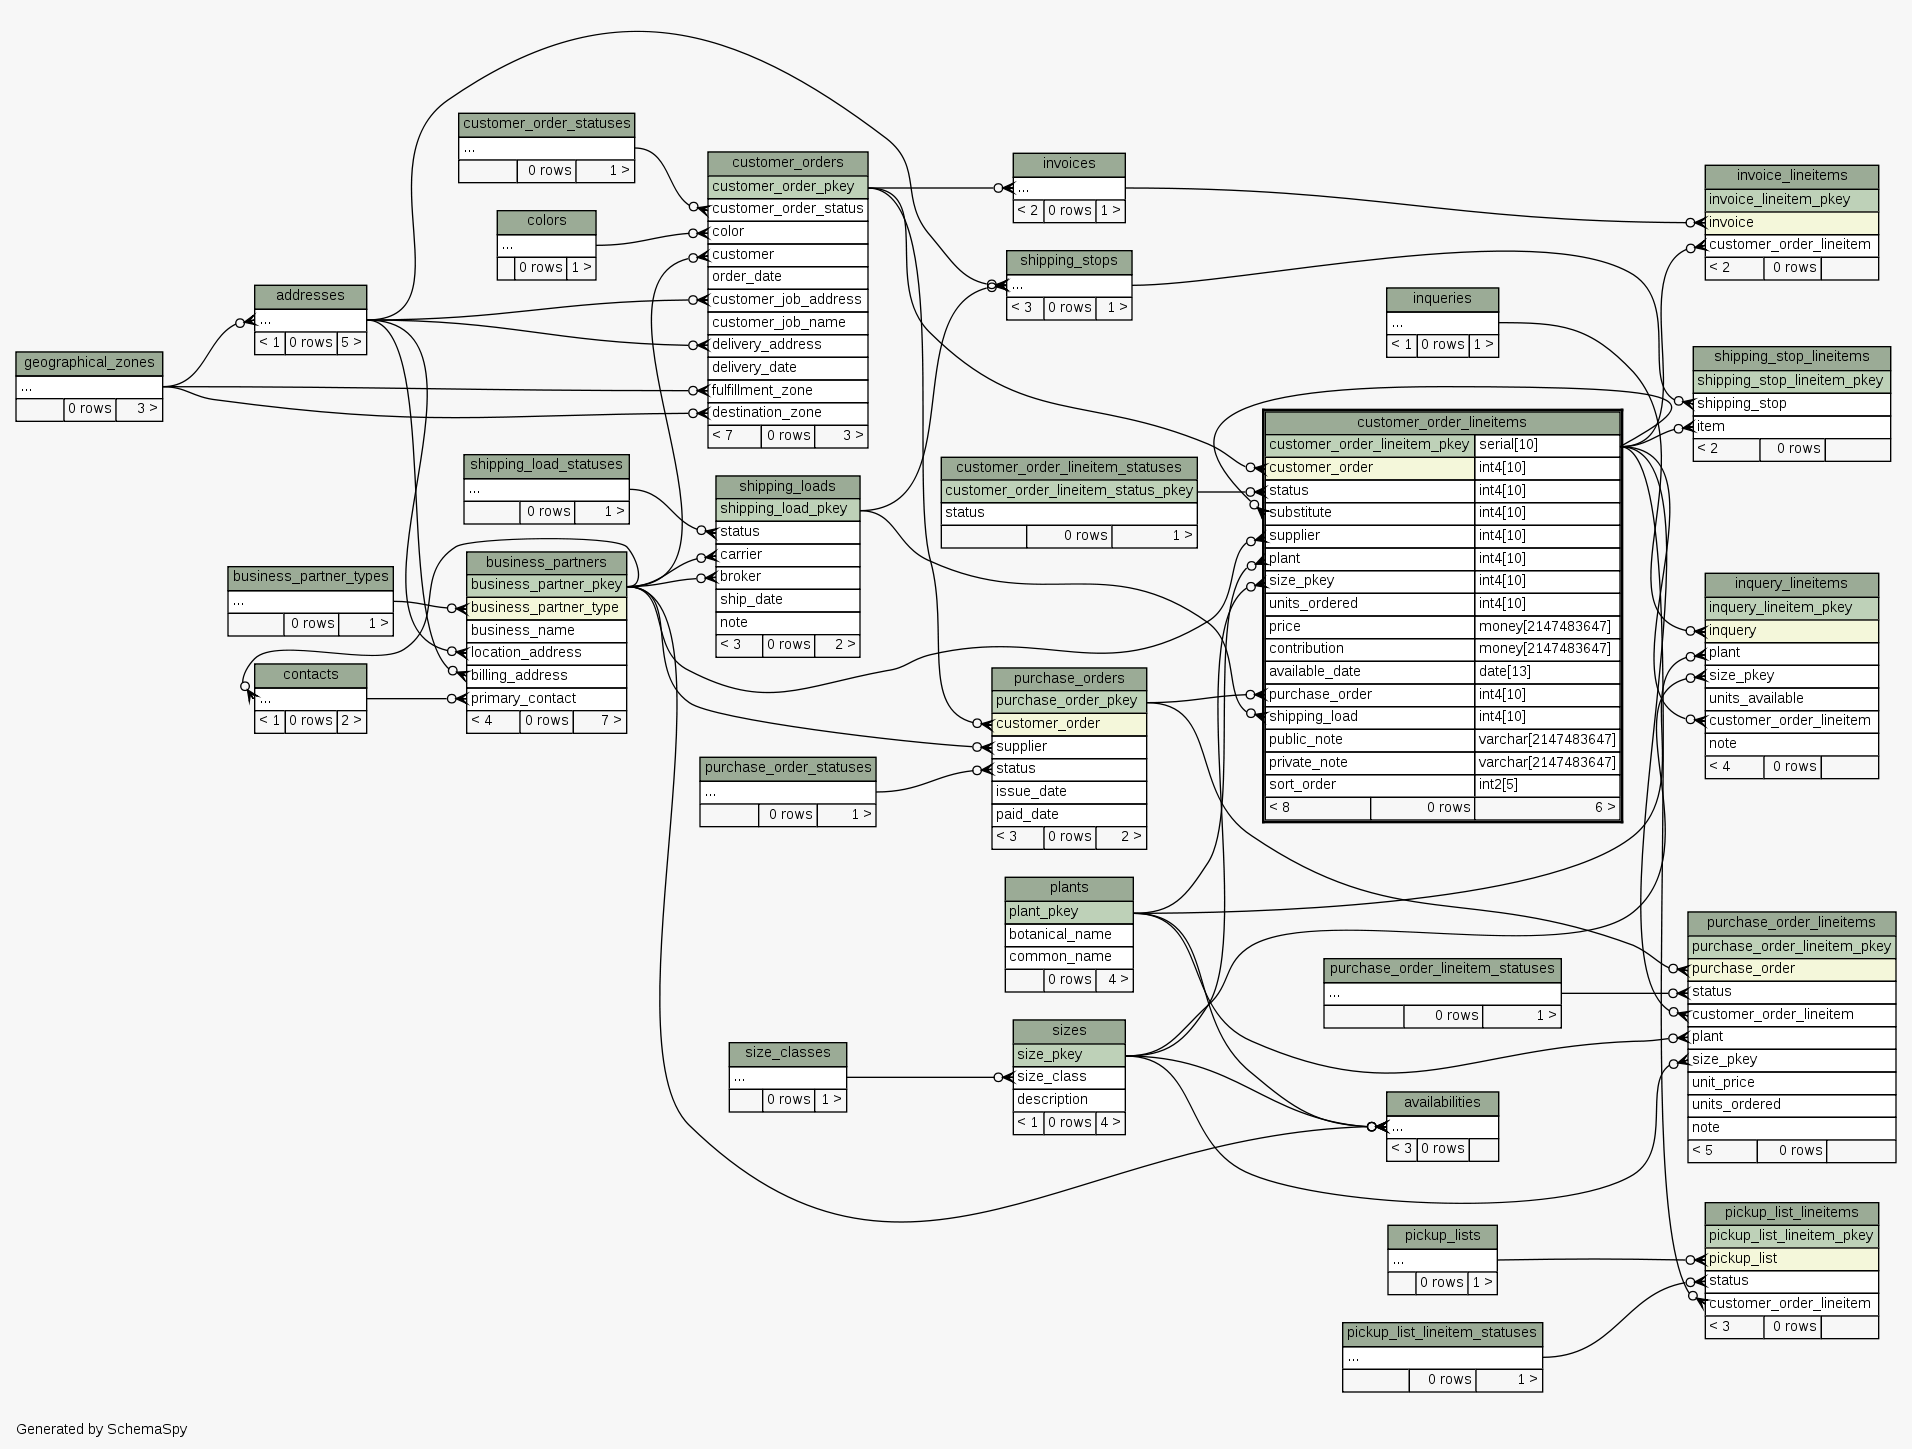 customer_order_statuses
...
0 rows 1 >
colors
...
0 rows 1 >
addresses
...
< 1 0 rows 5 >
geographical_zones
...
0 rows 3 >
customer_orders
customer_order_pkey
customer_order_status
color
customer
order_date
customer_job_address
customer_job_name
delivery_address
delivery_date
fulfillment_zone
destination_zone
< 7 0 rows 3 >
invoices
...
< 2 0 rows 1 >
shipping_stops
...
< 3 0 rows 1 >
invoice_lineitems
invoice_lineitem_pkey
invoice
customer_order_lineitem
< 2 0 rows
inqueries
...
< 1 0 rows 1 >
shipping_stop_lineitems
shipping_stop_lineitem_pkey
shipping_stop
item
< 2 0 rows
shipping_load_statuses
...
0 rows 1 >
shipping_loads
shipping_load_pkey
status
carrier
broker
ship_date
note
< 3 0 rows 2 >
customer_order_lineitem_statuses
customer_order_lineitem_status_pkey
status
0 rows 1 >
customer_order_lineitems
customer_order_lineitem_pkey serial[10]
customer_order int4[10]
status int4[10]
substitute int4[10]
supplier int4[10]
plant int4[10]
size_pkey int4[10]
units_ordered int4[10]
price money[2147483647]
contribution money[2147483647]
available_date date[13]
purchase_order int4[10]
shipping_load int4[10]
public_note varchar[2147483647]
private_note varchar[2147483647]
sort_order int2[5]
< 8 0 rows 6 >
business_partner_types
...
0 rows 1 >
contacts
...
< 1 0 rows 2 >
business_partners
business_partner_pkey
business_partner_type
business_name
location_address
billing_address
primary_contact
< 4 0 rows 7 >
inquery_lineitems
inquery_lineitem_pkey
inquery
plant
size_pkey
units_available
customer_order_lineitem
note
< 4 0 rows
purchase_orders
purchase_order_pkey
customer_order
supplier
status
issue_date
paid_date
< 3 0 rows 2 >
purchase_order_statuses
...
0 rows 1 >
plants
plant_pkey
botanical_name
common_name
0 rows 4 >
purchase_order_lineitem_statuses
...
0 rows 1 >
purchase_order_lineitems
purchase_order_lineitem_pkey
purchase_order
status
customer_order_lineitem
plant
size_pkey
unit_price
units_ordered
note
< 5 0 rows
size_classes
...
0 rows 1 >
sizes
size_pkey
size_class
description
< 1 0 rows 4 >
availabilities
...
< 3 0 rows
pickup_lists
...
0 rows 1 >
pickup_list_lineitems
pickup_list_lineitem_pkey
pickup_list
status
customer_order_lineitem
< 3 0 rows
pickup_list_lineitem_statuses
...
0 rows 1 >
Generated by SchemaSpy